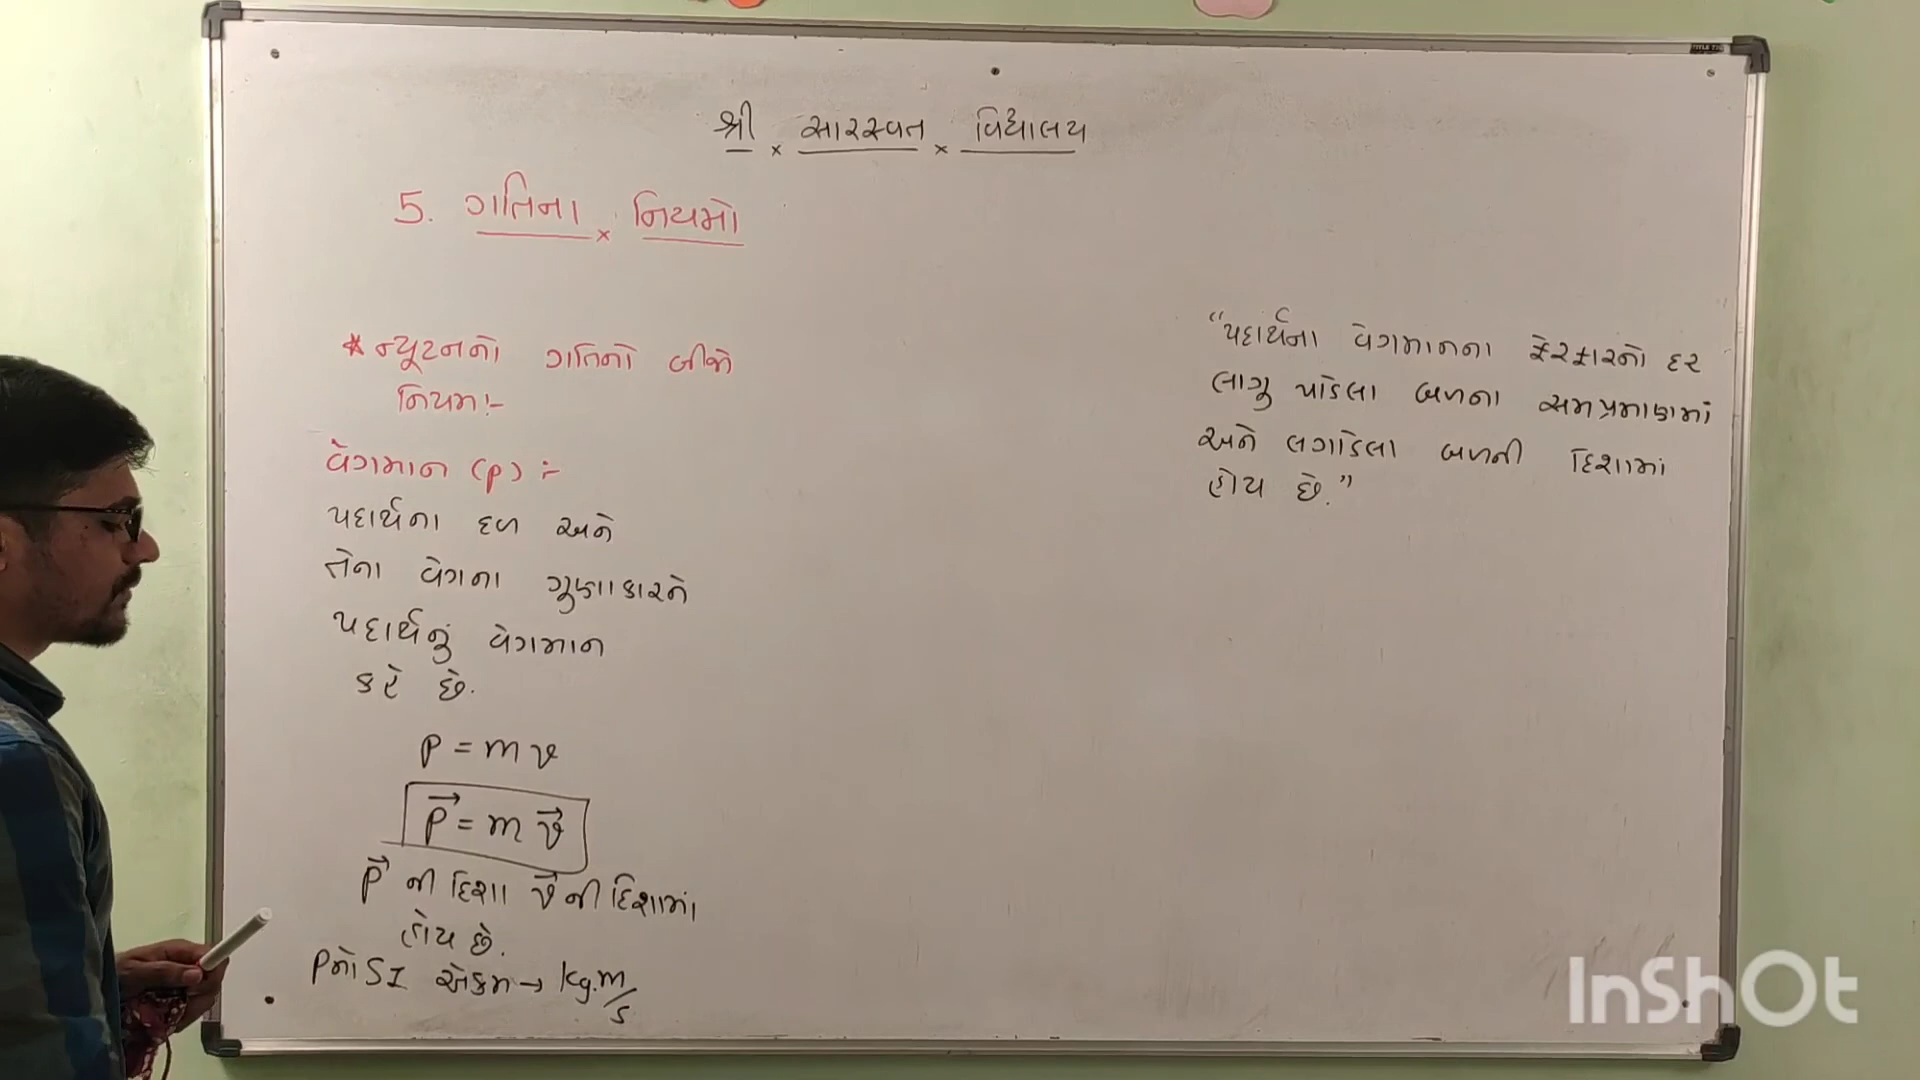 શ્રી સારસ્વત વિદ્યાલય
5. ગતિના નિયમો
* ન્યૂટનનો ગતિનો બીજો
નિયમ:-
વેગમાન (p) :-
પદાર્થના દળ અને
તેના વેગના ગુણાકારને
પદાર્થનું વેગમાન
કહે છે.
p = m v
p⃗ = m v⃗
p⃗ ની દિશા v⃗ ની દિશામાં
હોય છે.
Pનો SI એકમ → kg.m/s
"પદાર્થના વેગમાનના ફેરફારનો દર
લાગુ પાડેલા બળના સમપ્રમાણમાં
અને લગાડેલા બળની દિશામાં
હોય છે."
InShOt